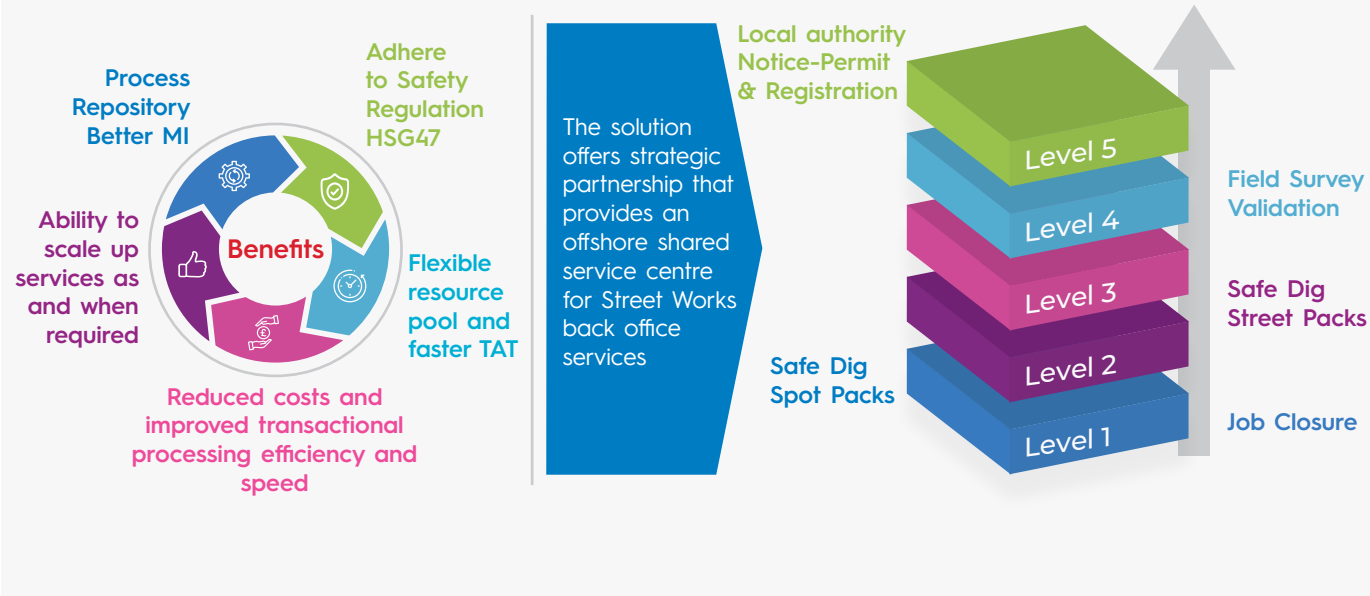 Process
Repository
Better MI
Adhere
to Safety
Regulation
HSG47
Ability to
scale up
services as
and when
required
Benefits
Flexible
resource
pool and
faster TAT
Reduced costs and
improved transactional
processing efficiency and
speed
£
The solution
offers strategic
partnership that
provides an
offshore shared
service centre
for Street Works
back office
services
Local authority
Notice-Permit
& Registration
Safe Dig
Spot Packs
Level 5
Level 4
Level 3
Level 2
Level 1
Field Survey
Validation
Safe Dig
Street Packs
Job Closure